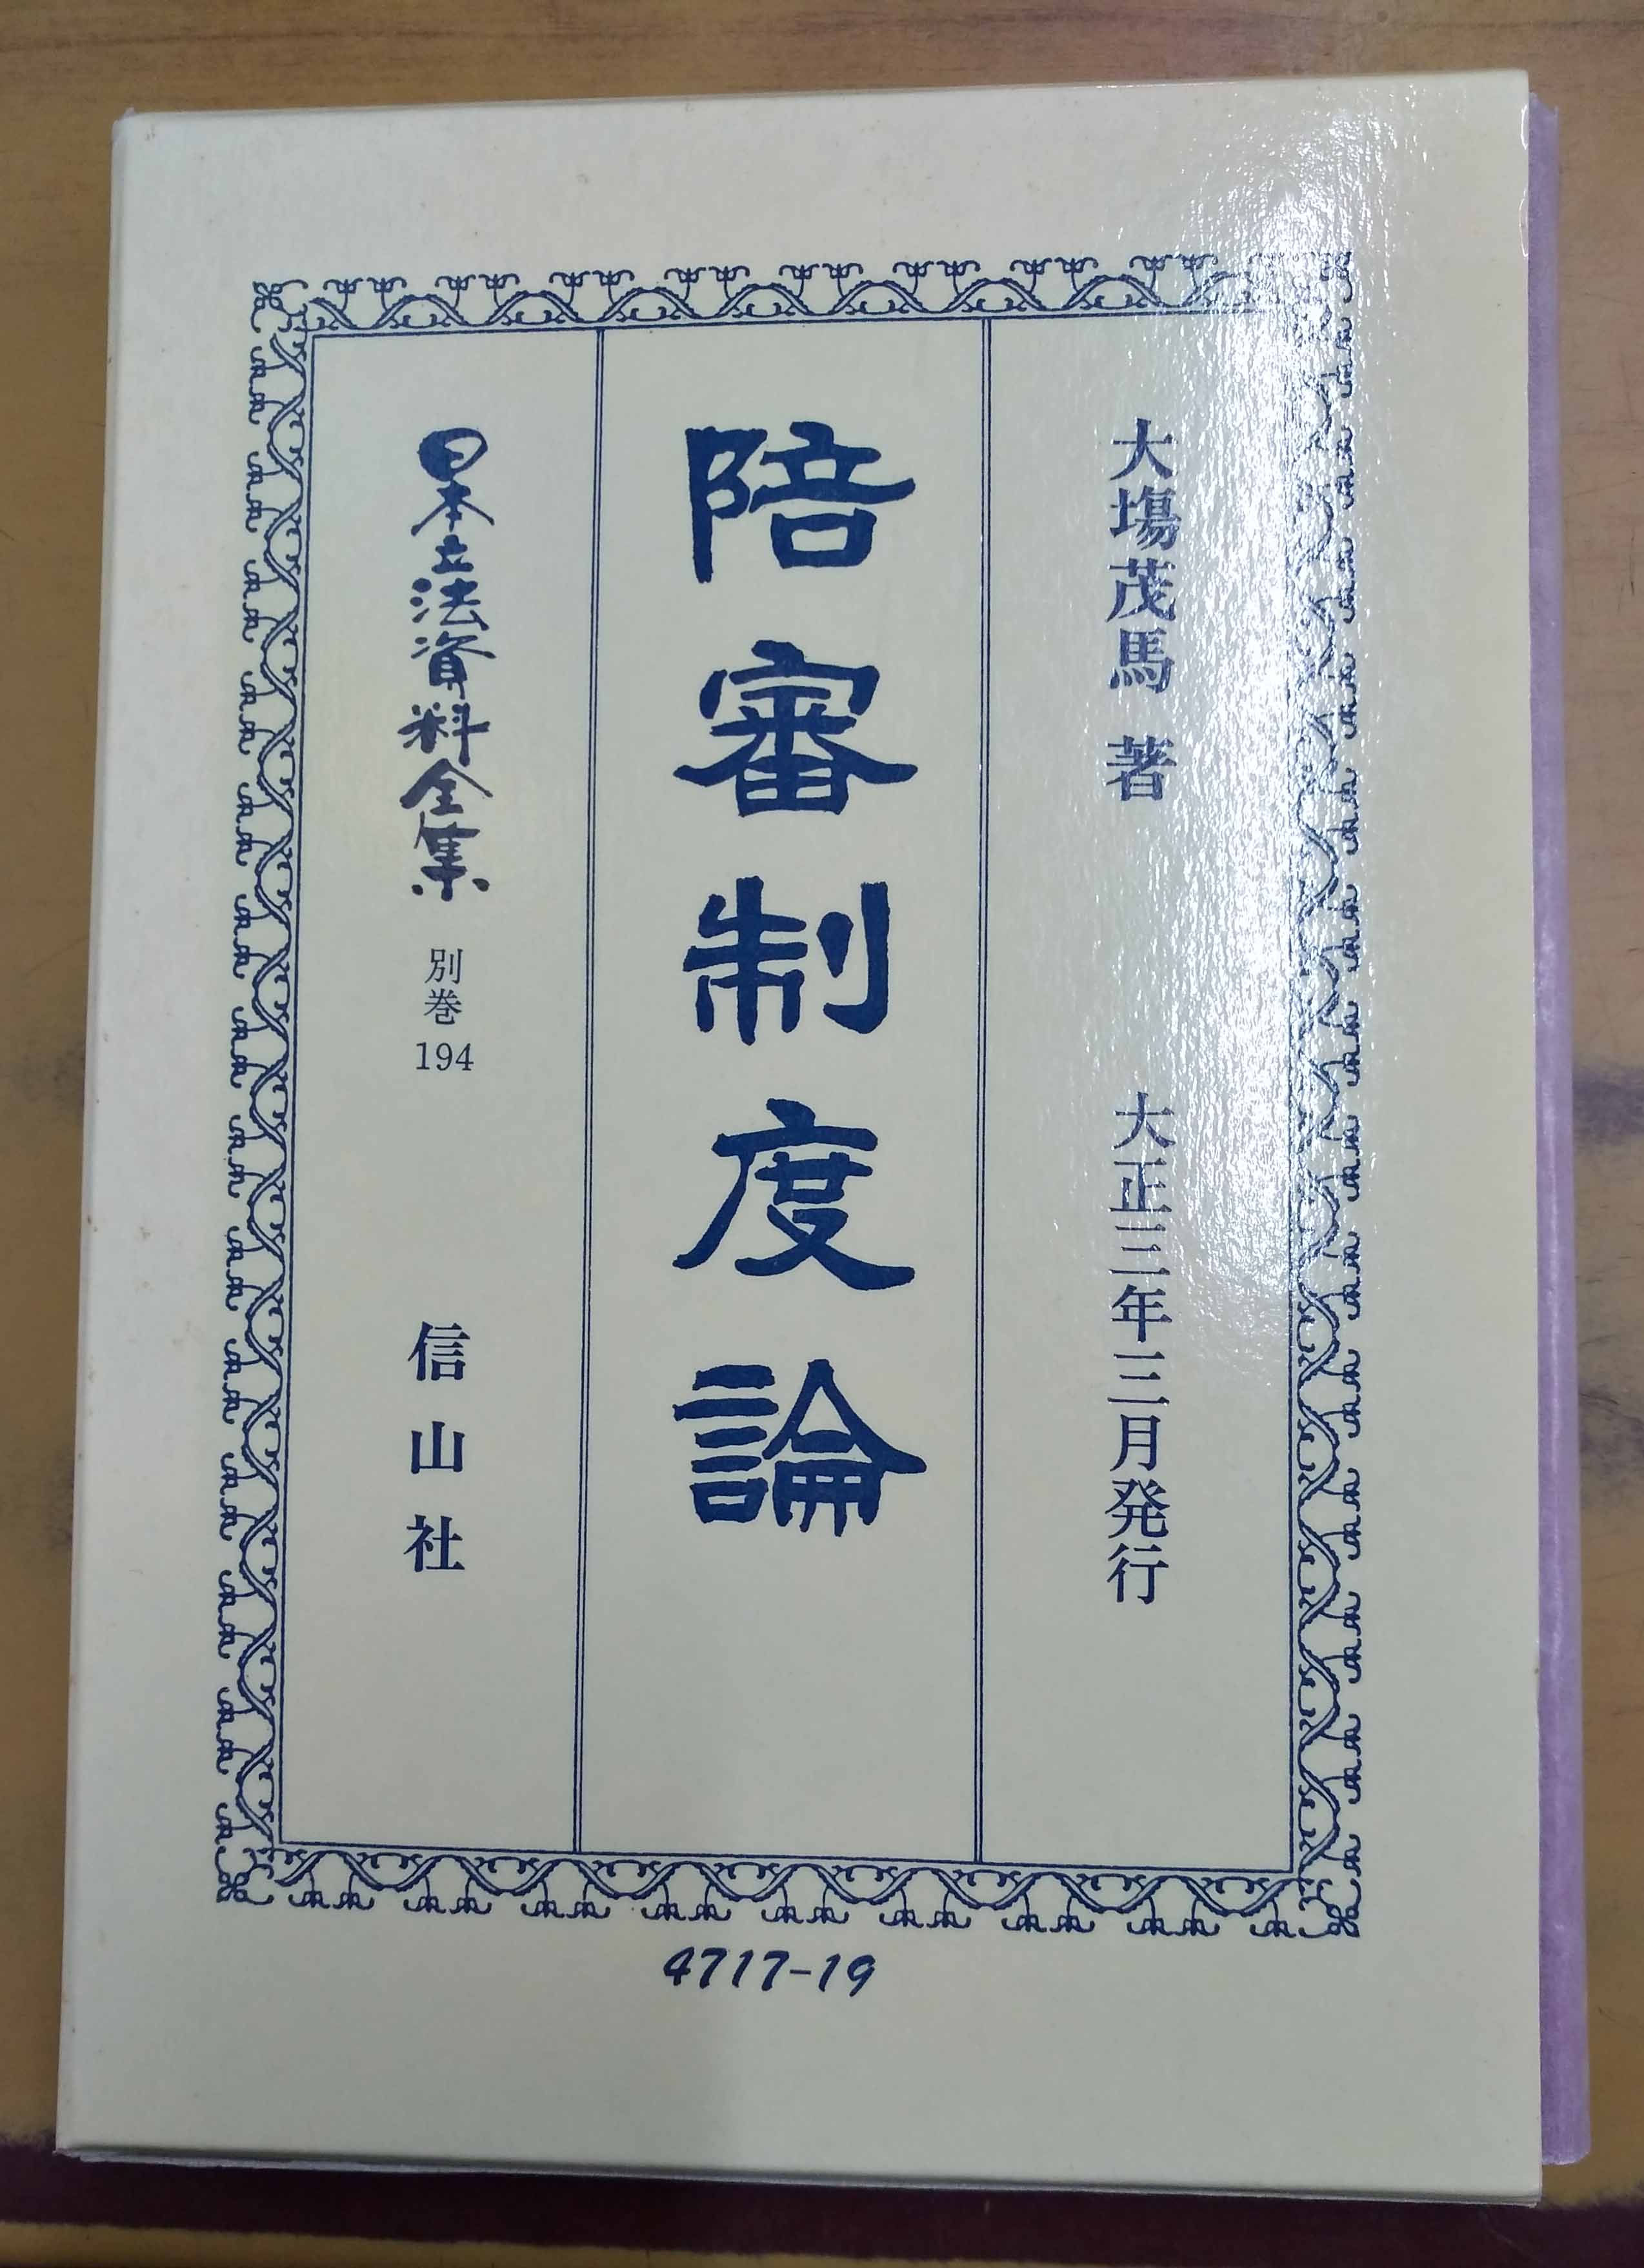 大塲茂馬 著 大正三年三月発行
陪審制度論
日本立法資料全集 別巻 194 信山社
4717-19